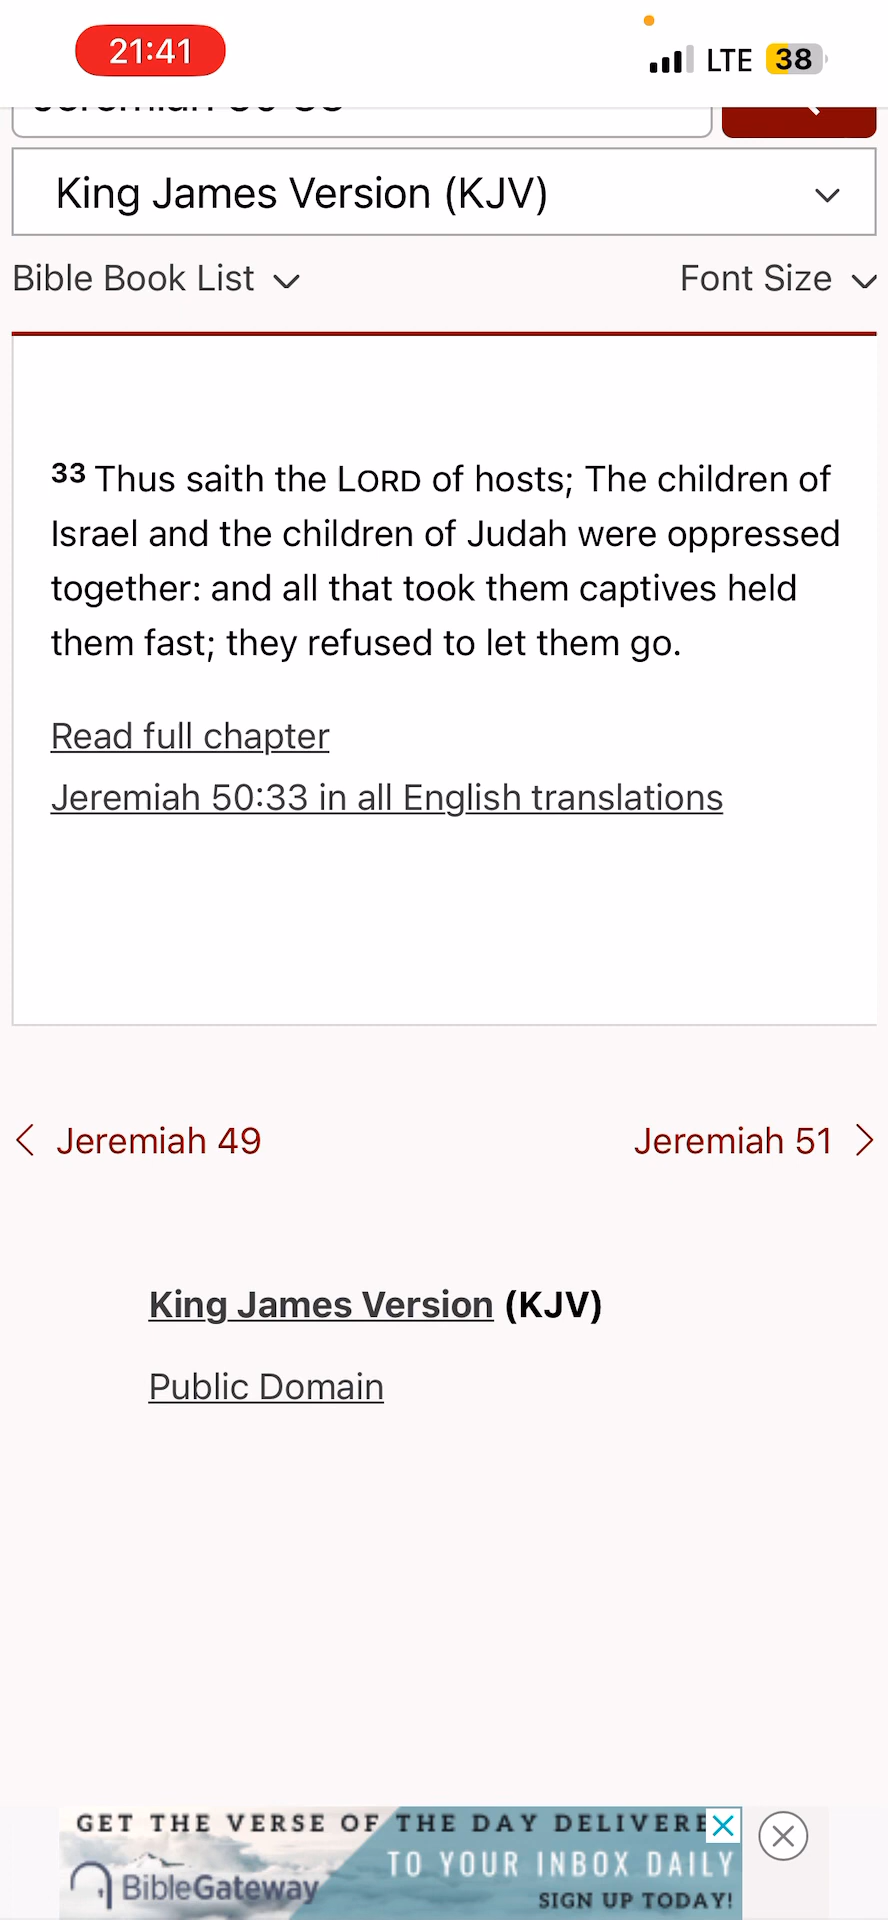 21:41
LTE 38
King James Version (KJV)
Bible Book List
Font Size
33 Thus saith the LORD of hosts; The children of
Israel and the children of Judah were oppressed
together: and all that took them captives held
them fast; they refused to let them go.
Read full chapter
Jeremiah 50:33 in all English translations
Jeremiah 49
Jeremiah 51
King James Version (KJV)
Public Domain
GET THE VERSE OF THE DAY DELIVERE
TO YOUR INBOX DAILY
BibleGateway
SIGN UP TODAY!